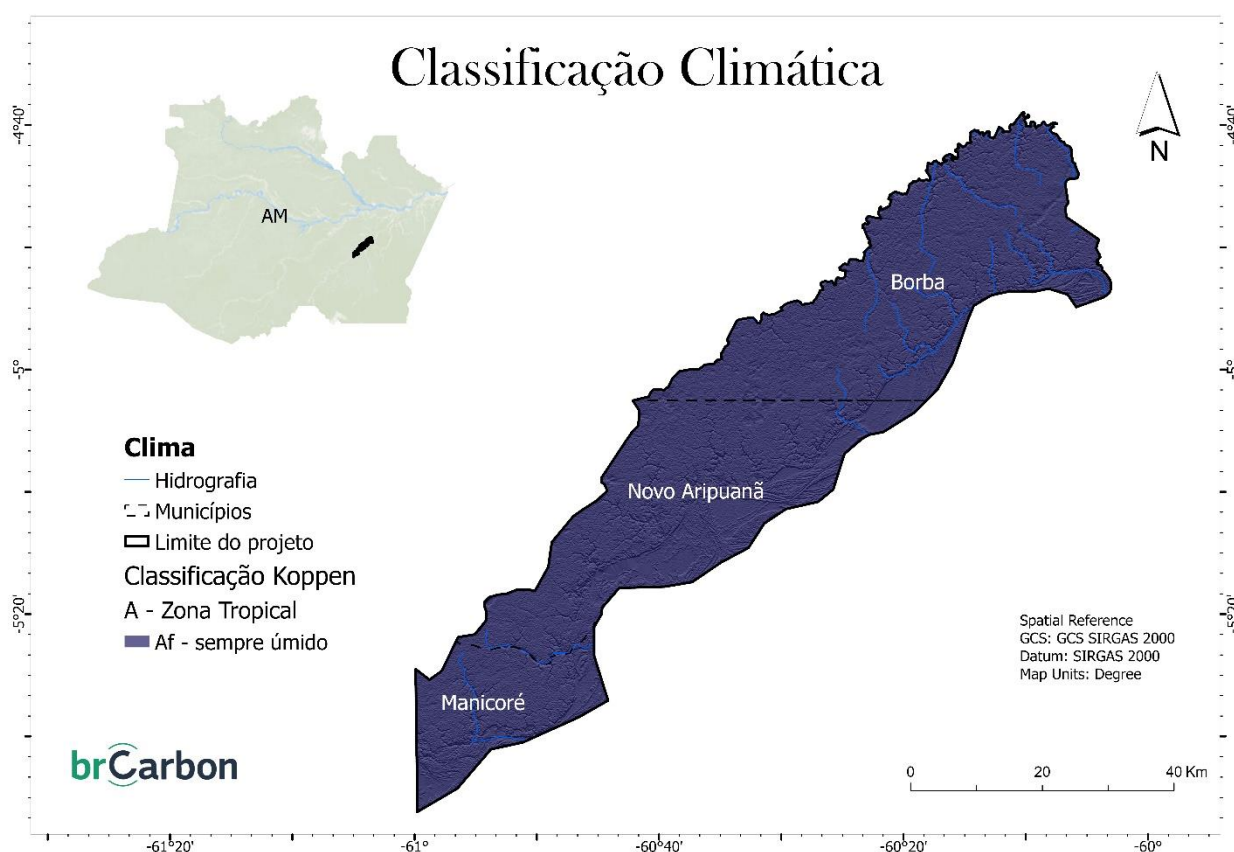 Classificação Climática
N
AM
Borba
Novo Aripuanã
Manicoré
Clima
Hidrografia
Municípios
Limite do projeto
Classificação Koppen
A - Zona Tropical
Af - sempre úmido
Spatial Reference
GCS: GCS SIRGAS 2000
Datum: SIRGAS 2000
Map Units: Degree
brCarbon
0 20 40 Km
-4°40'
-5°
-5°20'
-4°40'
-5°
-5°20'
-61°20' -61° -60°40' -60°20' -60°